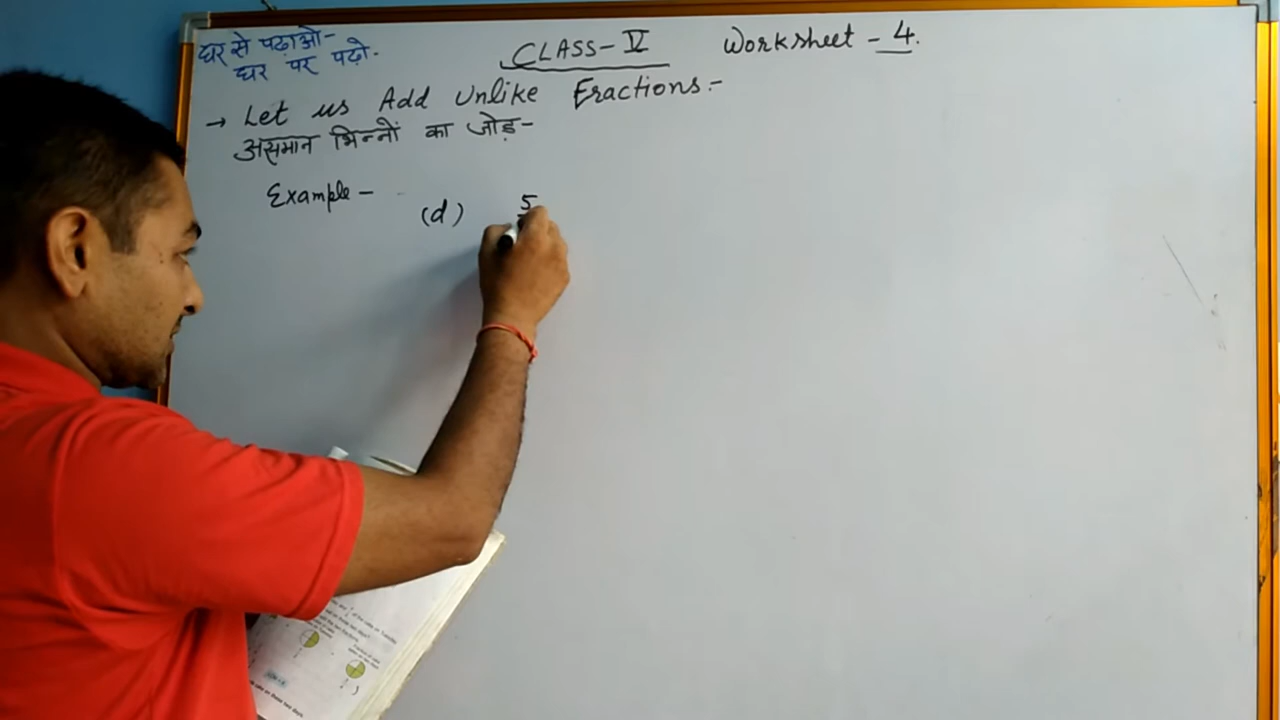 घर से पढ़ाओ-
घर पर पढ़ो.
CLASS-V Worksheet - 4.
→ Let us Add Unlike Fractions:-
असमान भिन्नों का जोड़-
Example-
(d) 5